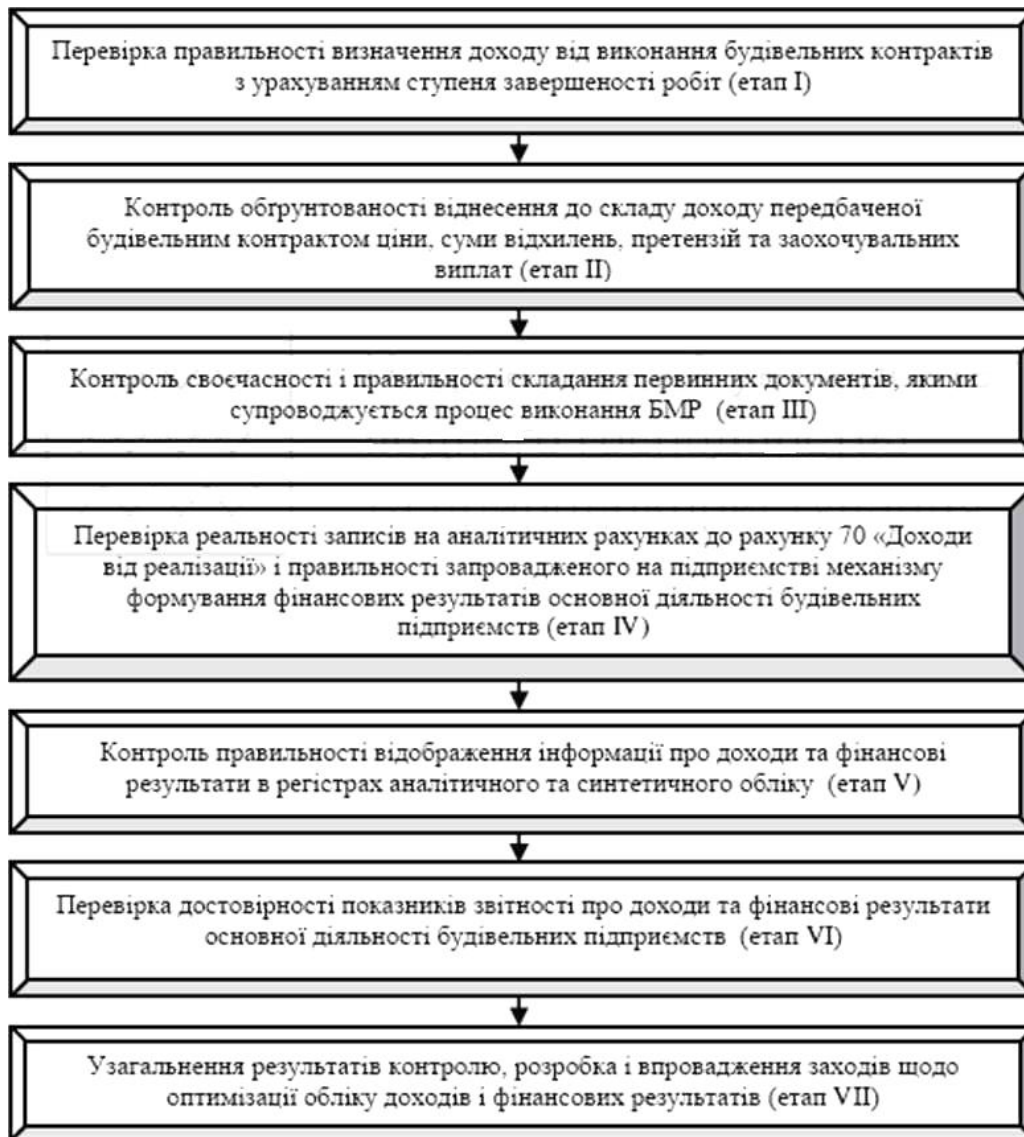 Перевірка правильності визначення доходу від виконання будівельних контрактів
з урахуванням ступеня завершеності робіт (етап I)
Контроль обґрунтованості віднесення до складу доходу передбаченої
будівельним контрактом ціни, суми відхилень, претензій та заохочувальних
виплат (етап II)
Контроль своєчасності і правильності складання первинних документів, якими
супроводжується процес виконання БМР (етап III)
Перевірка реальності записів на аналітичних рахунках до рахунку 70 «Доходи
від реалізації» і правильності запровадженого на підприємстві механізму
формування фінансових результатів основної діяльності будівельних
підприємств (етап IV)
Контроль правильності відображення інформації про доходи та фінансові
результати в регістрах аналітичного та синтетичного обліку (етап V)
Перевірка достовірності показників звітності про доходи та фінансові результати
основної діяльності будівельних підприємств (етап VI)
Узагальнення результатів контролю, розробка і впровадження заходів щодо
оптимізації обліку доходів і фінансових результатів (етап VII)